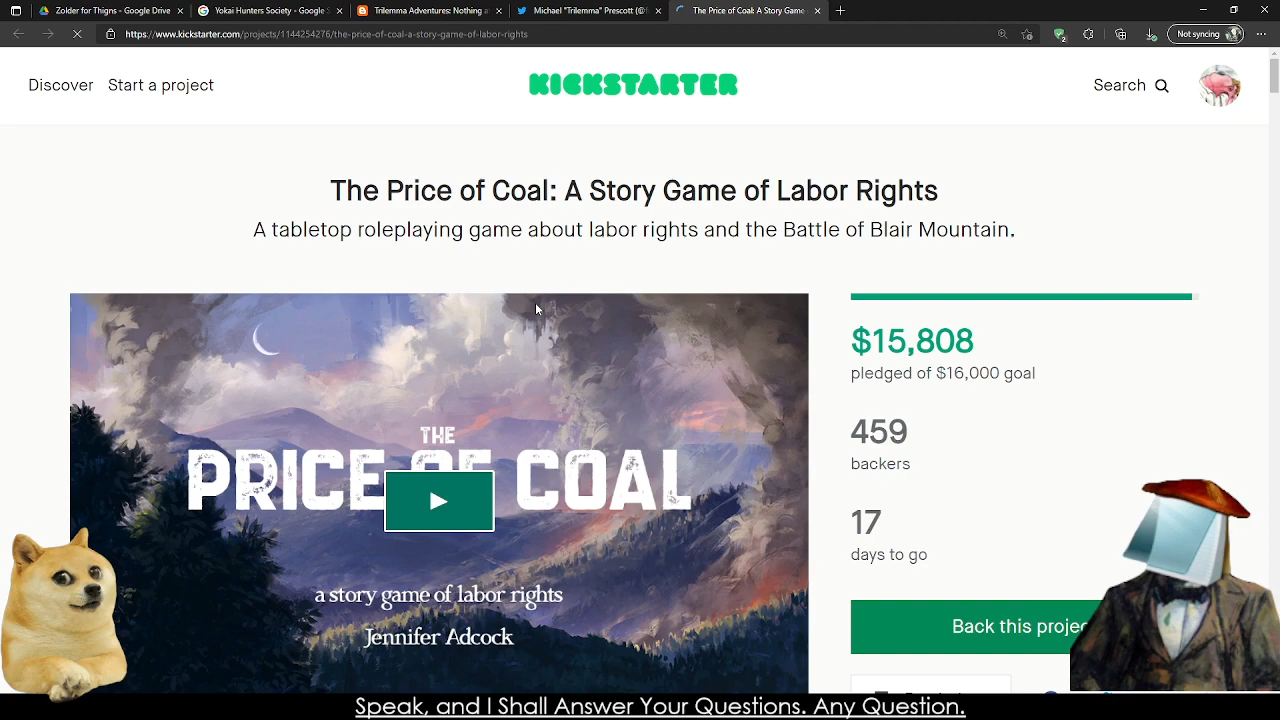 Zolder for Thigns - Google Drive
Yokai Hunters Society - Google S
Trilemma Adventures: Nothing a
Michael "Trilemma" Prescott (@t
The Price of Coal: A Story Game
https://www.kickstarter.com/projects/1144254276/the-price-of-coal-a-story-game-of-labor-rights
Not syncing
Discover
Start a project
KICKSTARTER
Search
The Price of Coal: A Story Game of Labor Rights
A tabletop roleplaying game about labor rights and the Battle of Blair Mountain.
$15,808
pledged of $16,000 goal
459
backers
17
days to go
THE
PRICE OF COAL
a story game of labor rights
Jennifer Adcock
Back this projec
Speak, and I Shall Answer Your Questions. Any Question.